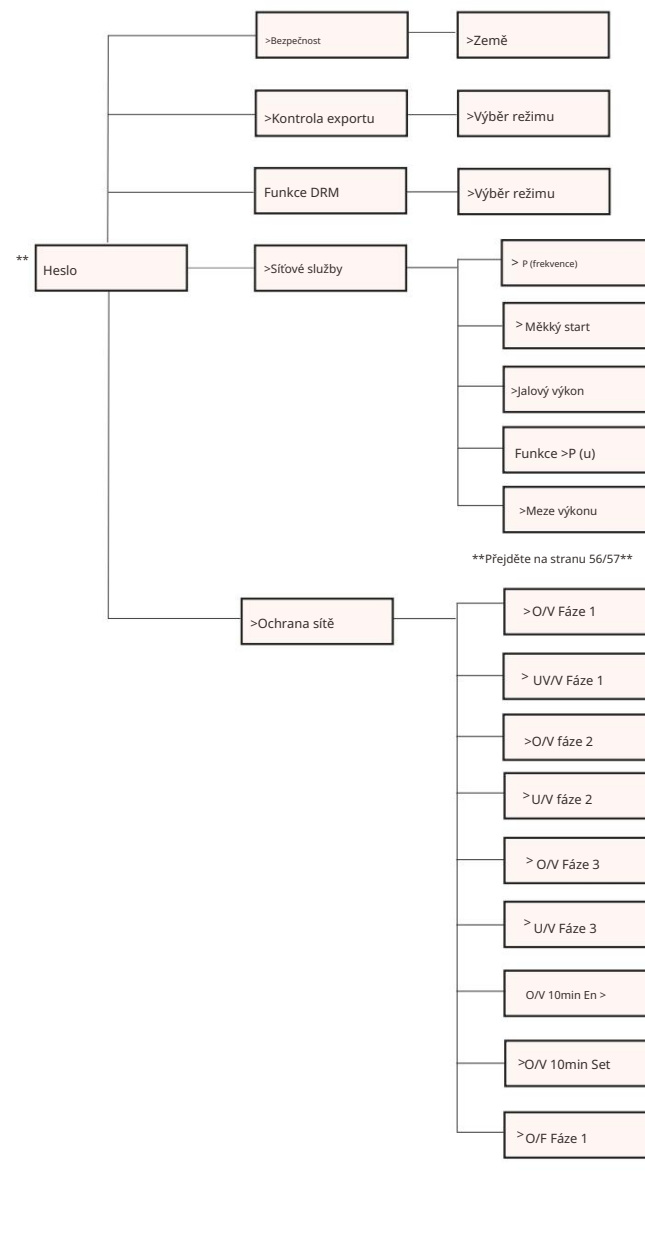 >Bezpečnost
>Země
>Kontrola exportu
>Výběr režimu
Funkce DRM
>Výběr režimu
**
Heslo
>Síťové služby
> P (frekvence)
> Měkký start
>Jalový výkon
Funkce >P (u)
>Meze výkonu
**Přejděte na stranu 56/57**
>Ochrana sítě
>O/V Fáze 1
> UV/V Fáze 1
>O/V fáze 2
>U/V fáze 2
> O/V Fáze 3
> U/V Fáze 3
O/V 10min En >
>O/V 10min Set
>O/F Fáze 1